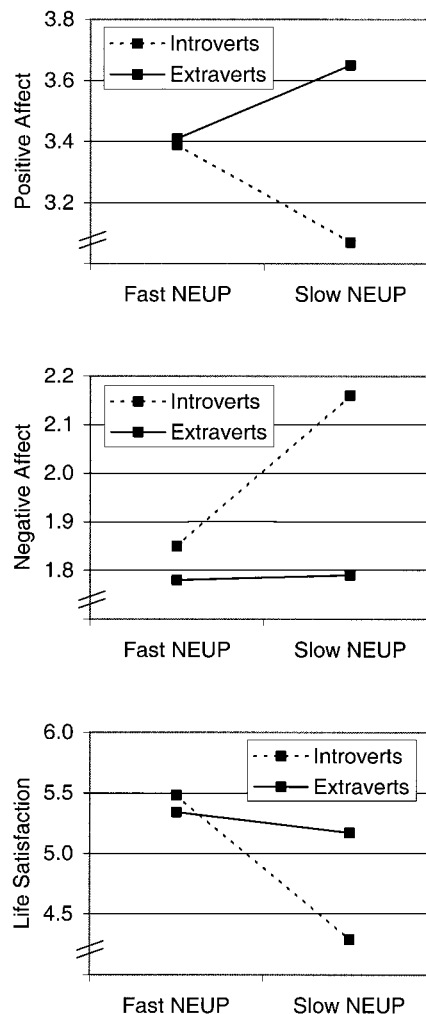 Positive Affect
3.8
3.6
3.4
3.2
Introverts
Extraverts
Fast NEUP
Slow NEUP
Negative Affect
2.2
2.1
2.0
1.9
1.8
Introverts
Extraverts
Fast NEUP
Slow NEUP
Life Satisfaction
6.0
5.5
5.0
4.5
Introverts
Extraverts
Fast NEUP
Slow NEUP